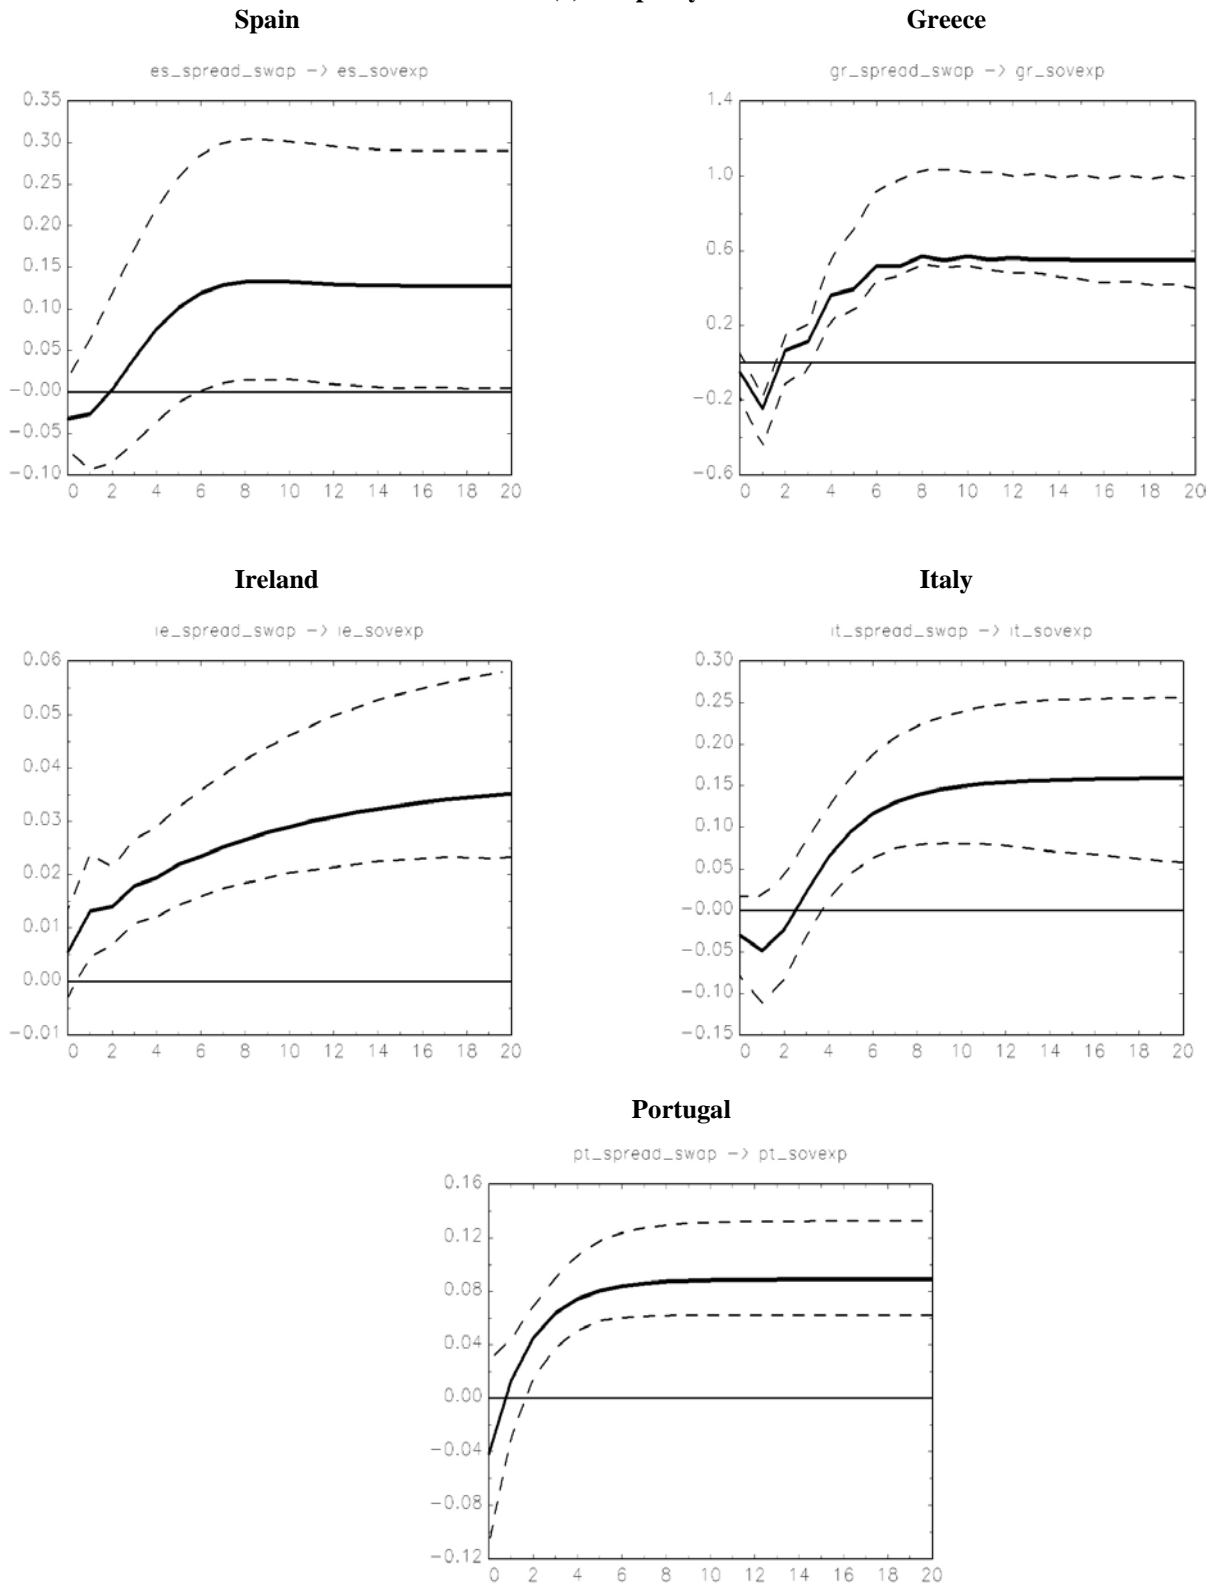 Spain
Greece
es_spread_swap -> es_sovexp
gr_spread_swap -> gr_sovexp
0.35
0.30
0.25
0.20
0.15
0.10
0.05
-0.00
-0.05
-0.10
0 2 4 6 8 10 12 14 16 18 20
1.4
1.0
0.6
0.2
-0.2
-0.6
0 2 4 6 8 10 12 14 16 18 20
Ireland
Italy
ie_spread_swap -> ie_sovexp
it_spread_swap -> it_sovexp
0.06
0.05
0.04
0.03
0.02
0.01
0.00
-0.01
0 2 4 6 8 10 12 14 16 18 20
0.30
0.25
0.20
0.15
0.10
0.05
-0.00
-0.05
-0.10
-0.15
0 2 4 6 8 10 12 14 16 18 20
Portugal
pt_spread_swap -> pt_sovexp
0.16
0.12
0.08
0.04
0.00
-0.04
-0.08
-0.12
0 2 4 6 8 10 12 14 16 18 20